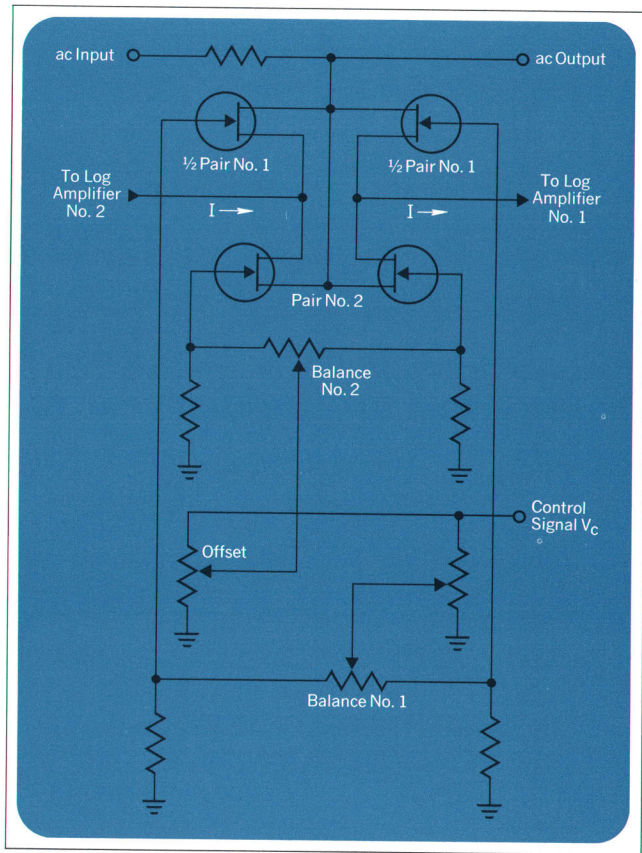 ac Input
ac Output
½ Pair No. 1
½ Pair No. 1
To Log
Amplifier
No. 2
I →
I →
To Log
Amplifier
No. 1
Pair No. 2
Balance
No. 2
Control
Signal V_C
Offset
Balance No. 1